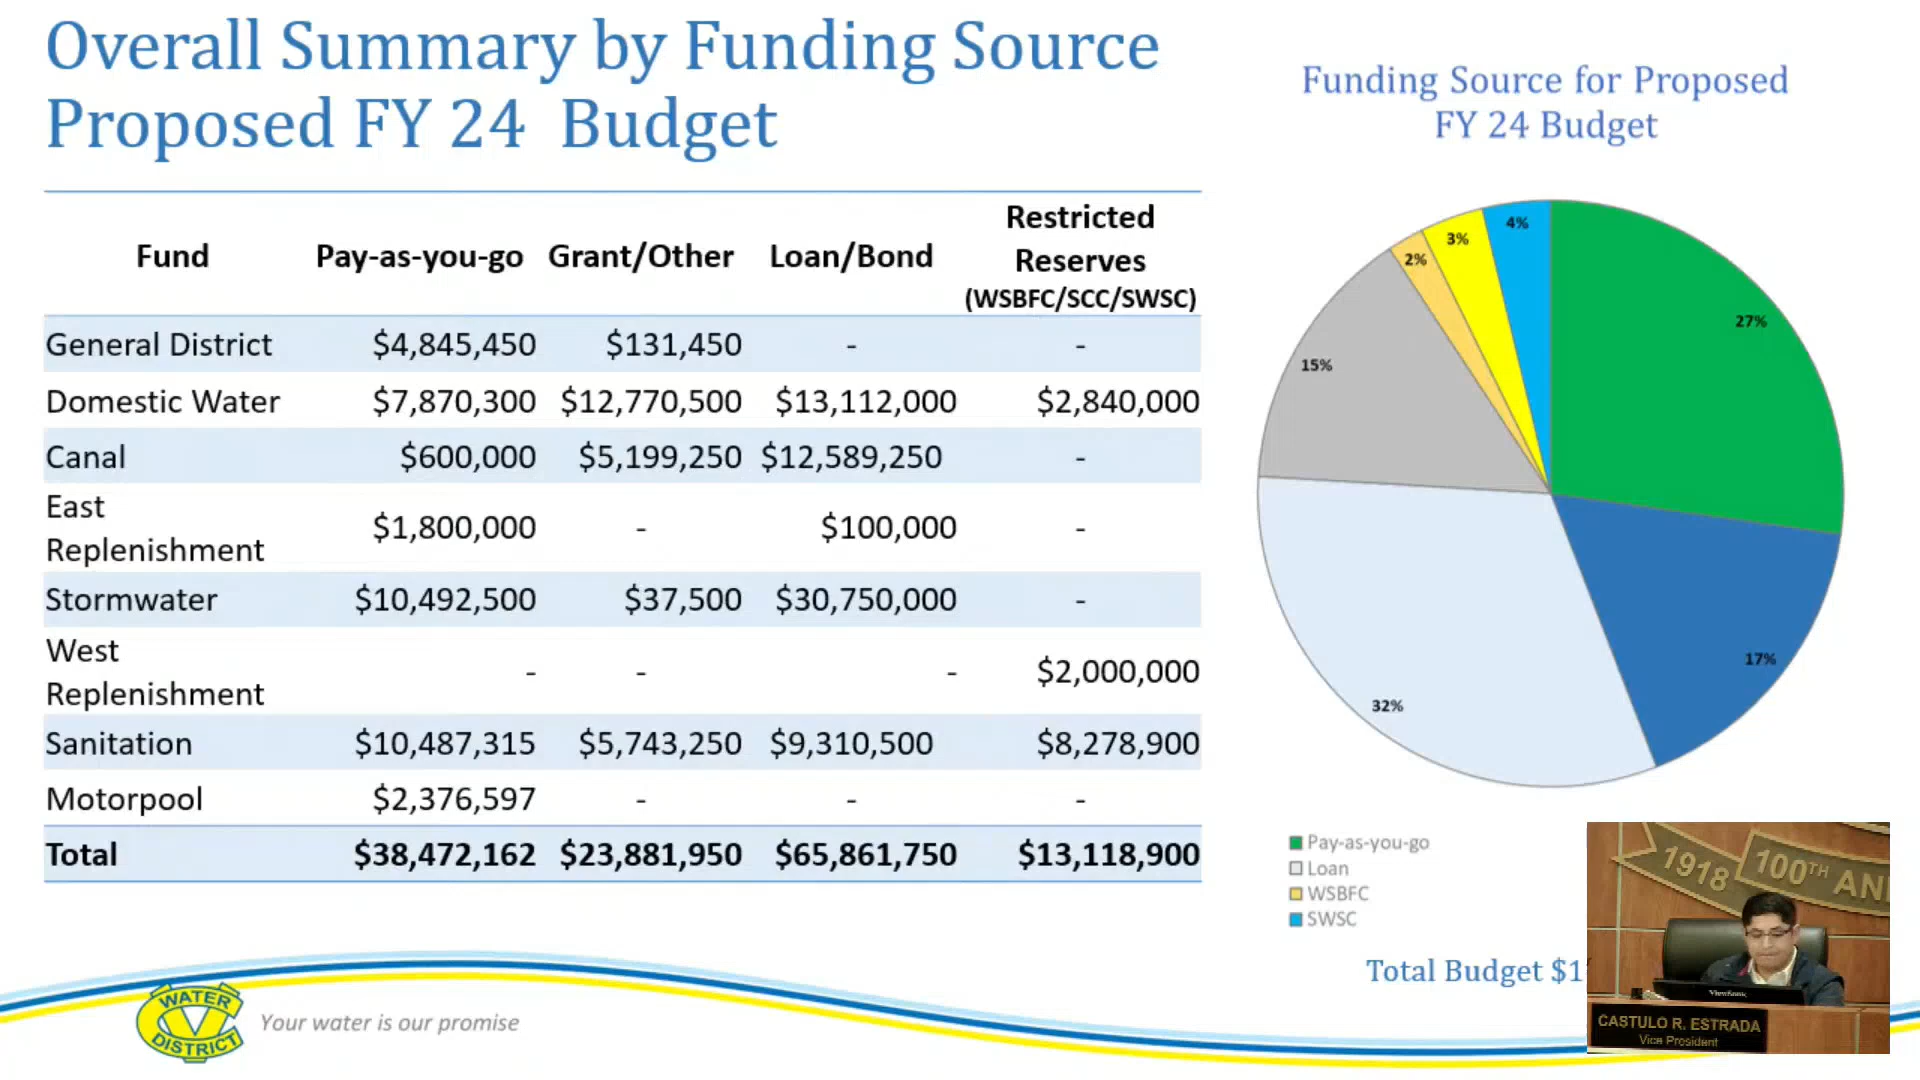 Overall Summary by Funding Source
Proposed FY 24 Budget
Fund Pay-as-you-go Grant/Other Loan/Bond Restricted Reserves (WSBFC/SCC/SWSC)
General District $4,845,450 $131,450 - -
Domestic Water $7,870,300 $12,770,500 $13,112,000 $2,840,000
Canal $600,000 $5,199,250 $12,589,250 -
East Replenishment $1,800,000 - $100,000 -
Stormwater $10,492,500 $37,500 $30,750,000 -
West Replenishment - - - $2,000,000
Sanitation $10,487,315 $5,743,250 $9,310,500 $8,278,900
Motorpool $2,376,597 - - -
Total $38,472,162 $23,881,950 $65,861,750 $13,118,900
Funding Source for Proposed
FY 24 Budget
4%
3%
2%
27%
15%
17%
32%
Pay-as-you-go
Loan
WSBFC
SWSC
Total Budget $1
WATER
CV
DISTRICT
Your water is our promise
1918 100TH ANN
ViewSonic
CASTULO R. ESTRADA
Vice President